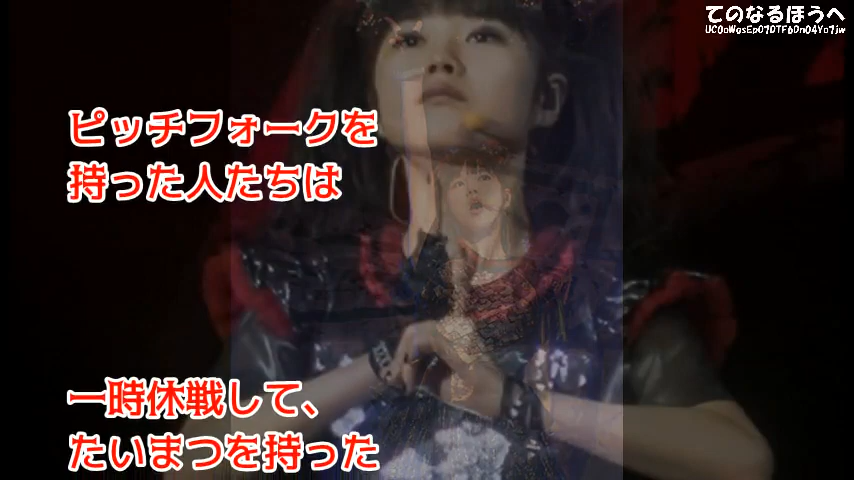 てのなるほうへ
ピッチフォークを
持った人たちは
一時休戦して、
たいまつを持った